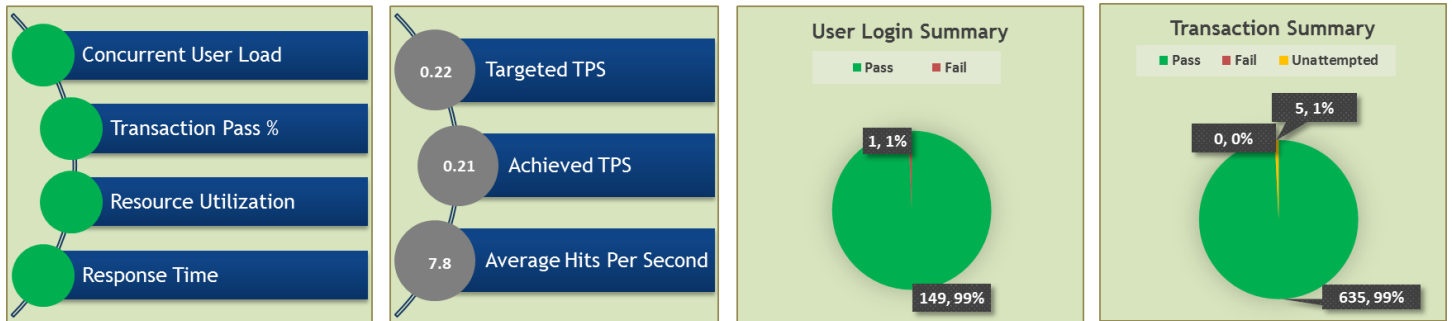 Concurrent User Load
Transaction Pass %
Resource Utilization
Response Time
0.22
Targeted TPS
0.21
Achieved TPS
7.8
Average Hits Per Second
User Login Summary
Pass Fail
1, 1%
149, 99%
Transaction Summary
Pass Fail Unattempted
5, 1%
0, 0%
635, 99%